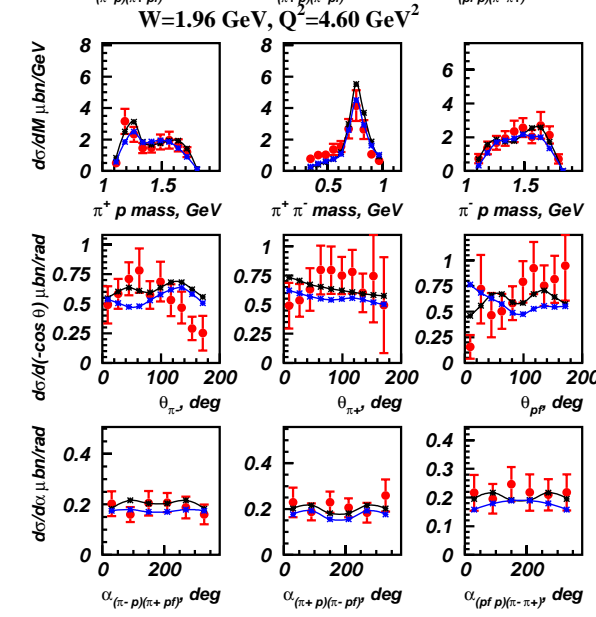 W=1.96 GeV, Q²=4.60 GeV²
dσ/dM μbn/GeV
8 6 4 2 0
8 6 4 2 0
6 4 2 0
1 1.5
0.5 1
1 1.5
π⁺ p mass, GeV π⁺ π⁻ mass, GeV π⁻ p mass, GeV
dσ/d(-cos θ) μbn/rad
1 0.75 0.5 0.25 0
1 0.75 0.5 0.25 0
1 0.75 0.5 0.25 0
0 100 200
0 100 200
0 100 200
θπ-, deg θπ+, deg θpf, deg
dσ/dα μbn/rad
0.4 0.2 0
0.4 0.2 0
0.4 0.3 0.2 0.1 0
0 200
0 200
0 200
α(π- p)(π+ pf), deg α(π+ p)(π- pf), deg α(pf p)(π- π+), deg